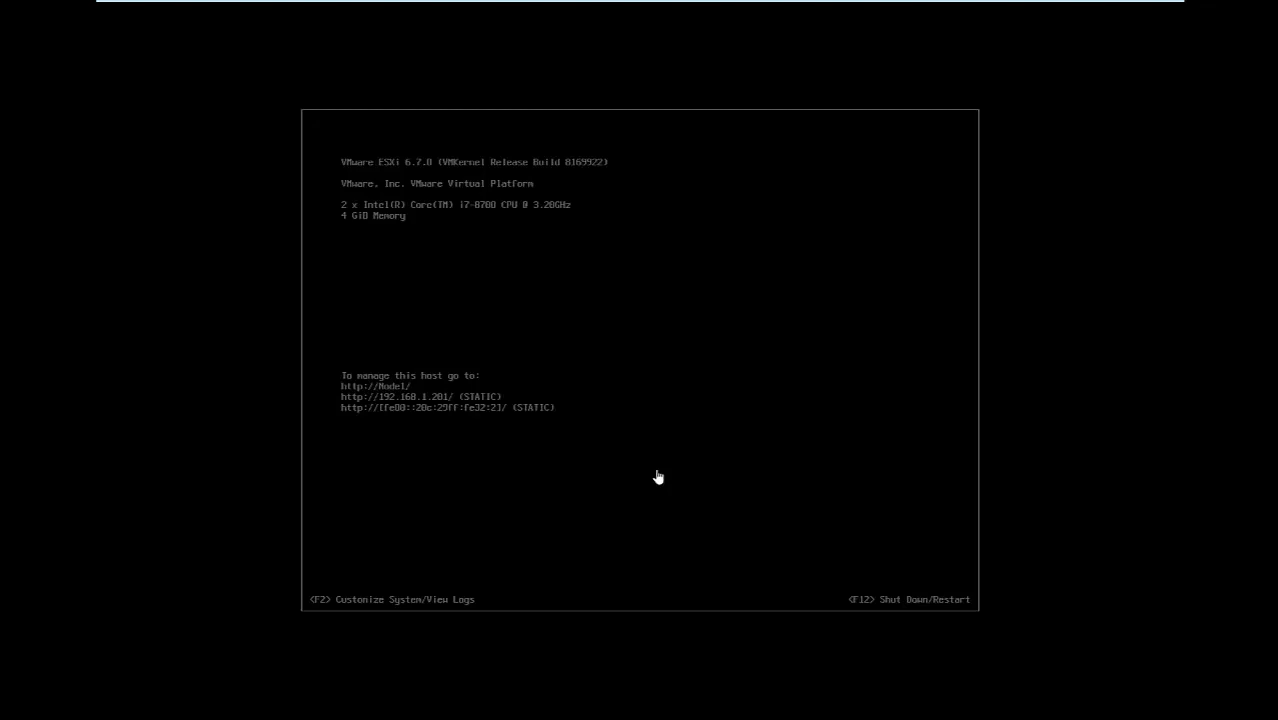 VMware ESXi 6.7.0 (VMKernel Release Build 8169922)
VMware, Inc. VMware Virtual Platform
2 x Intel(R) Core(TM) i7-8700 CPU @ 3.20GHz
4 GiB Memory
To manage this host go to:
http://Node1/
http://192.168.1.201/ (STATIC)
http://[fe80::20c:29ff:fe32:2]/ (STATIC)
<F2> Customize System/View Logs
<F12> Shut Down/Restart